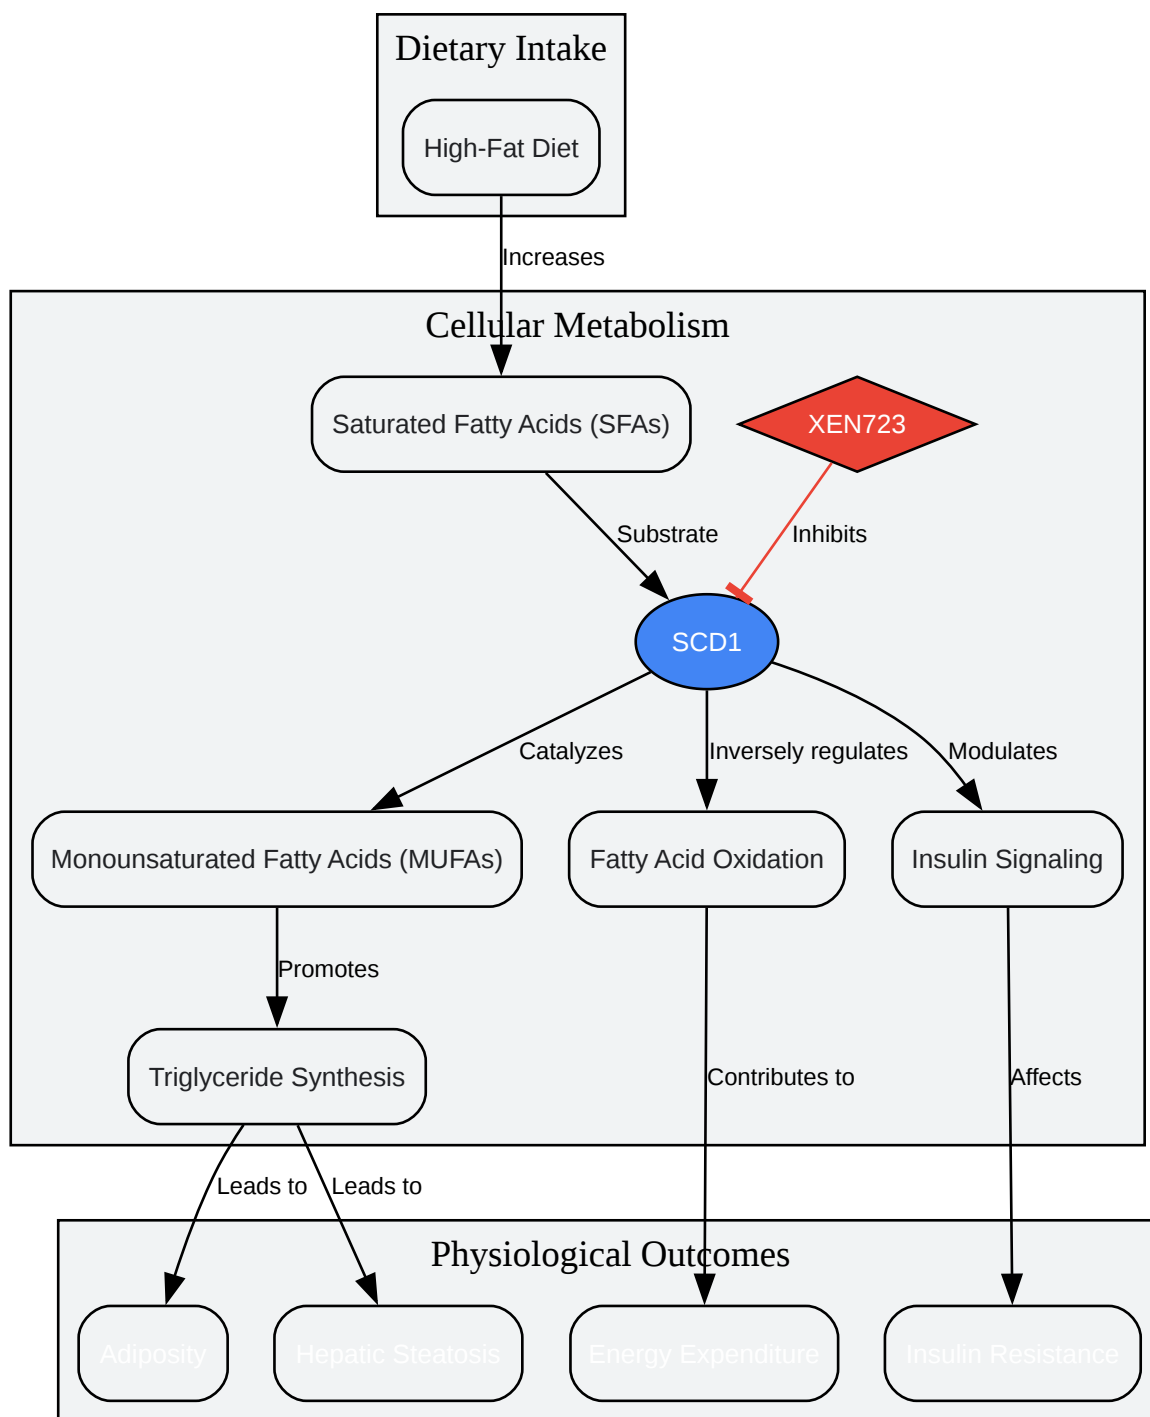 Dietary Intake
High-Fat Diet
Increases
Cellular Metabolism
Saturated Fatty Acids (SFAs)
XEN723
Substrate
Inhibits
SCD1
Catalyzes
Inversely regulates
Modulates
Monounsaturated Fatty Acids (MUFAs)
Fatty Acid Oxidation
Insulin Signaling
Promotes
Triglyceride Synthesis
Contributes to
Affects
Leads to
Leads to
Physiological Outcomes
Adiposity
Hepatic Steatosis
Energy Expenditure
Insulin Resistance